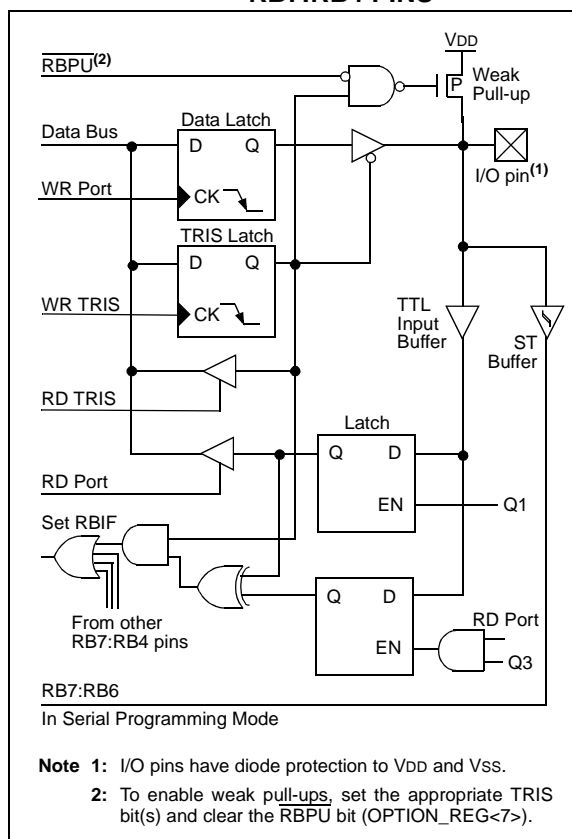 RBPU(2)
VDD
P
Weak
Pull-up
Data Bus
Data Latch
D Q
I/O pin(1)
WR Port
CK
TRIS Latch
D Q
WR TRIS
CK
TTL
Input
Buffer
ST
Buffer
RD TRIS
Latch
Q D
RD Port
EN
Q1
Set RBIF
Q D
RD Port
EN
Q3
From other
RB7:RB4 pins
RB7:RB6
In Serial Programming Mode
Note 1: I/O pins have diode protection to VDD and VSS.
2: To enable weak pull-ups, set the appropriate TRIS
bit(s) and clear the RBPU bit (OPTION_REG<7>).